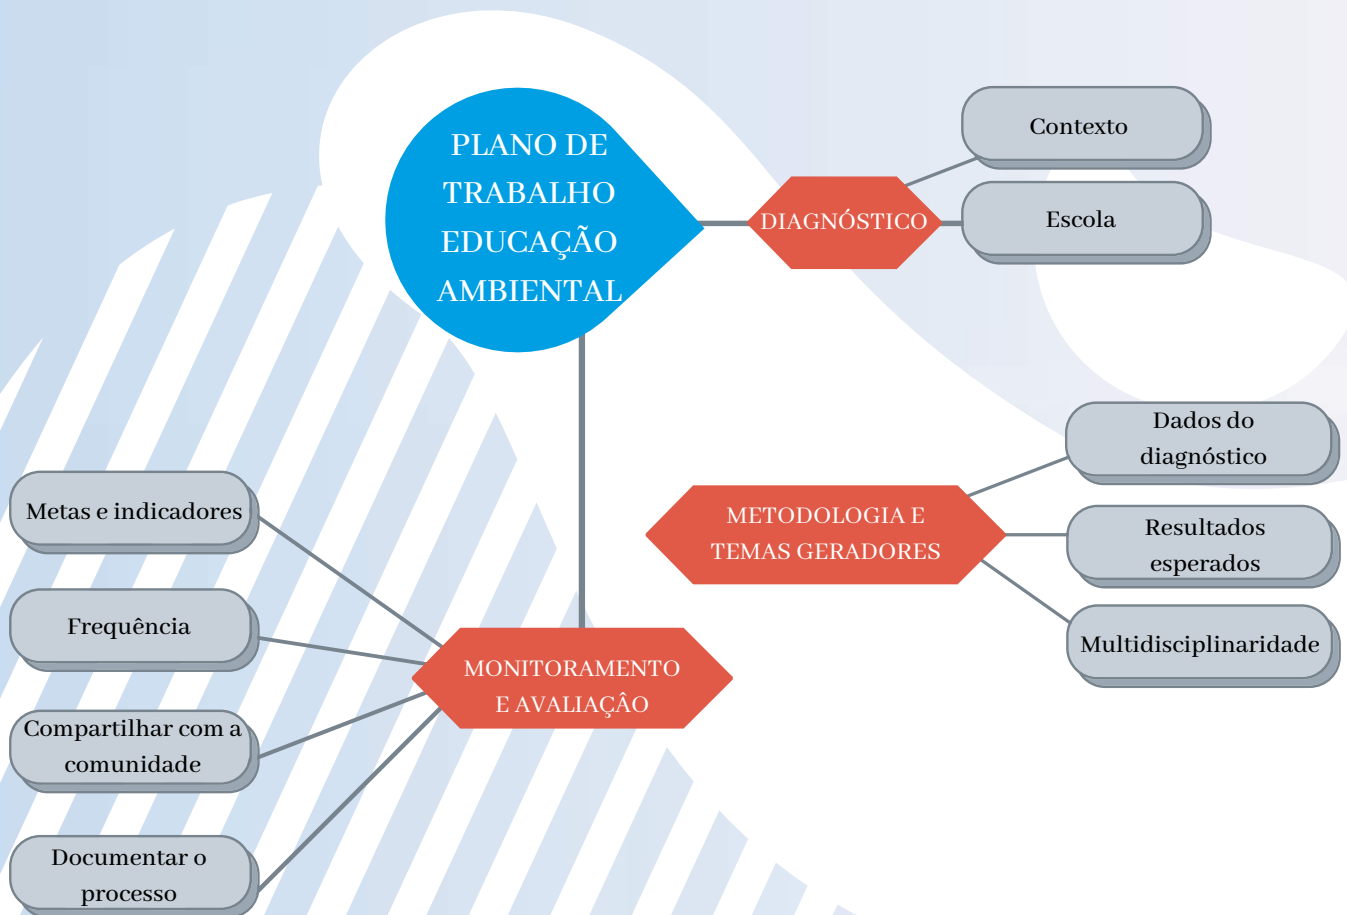 PLANO DE
TRABALHO
EDUCAÇÃO
AMBIENTAL
DIAGNÓSTICO
Contexto
Escola
METODOLOGIA E
TEMAS GERADORES
Dados do
diagnóstico
Resultados
esperados
Multidisciplinaridade
MONITORAMENTO
E AVALIAÇÂO
Metas e indicadores
Frequência
Compartilhar com a
comunidade
Documentar o
processo